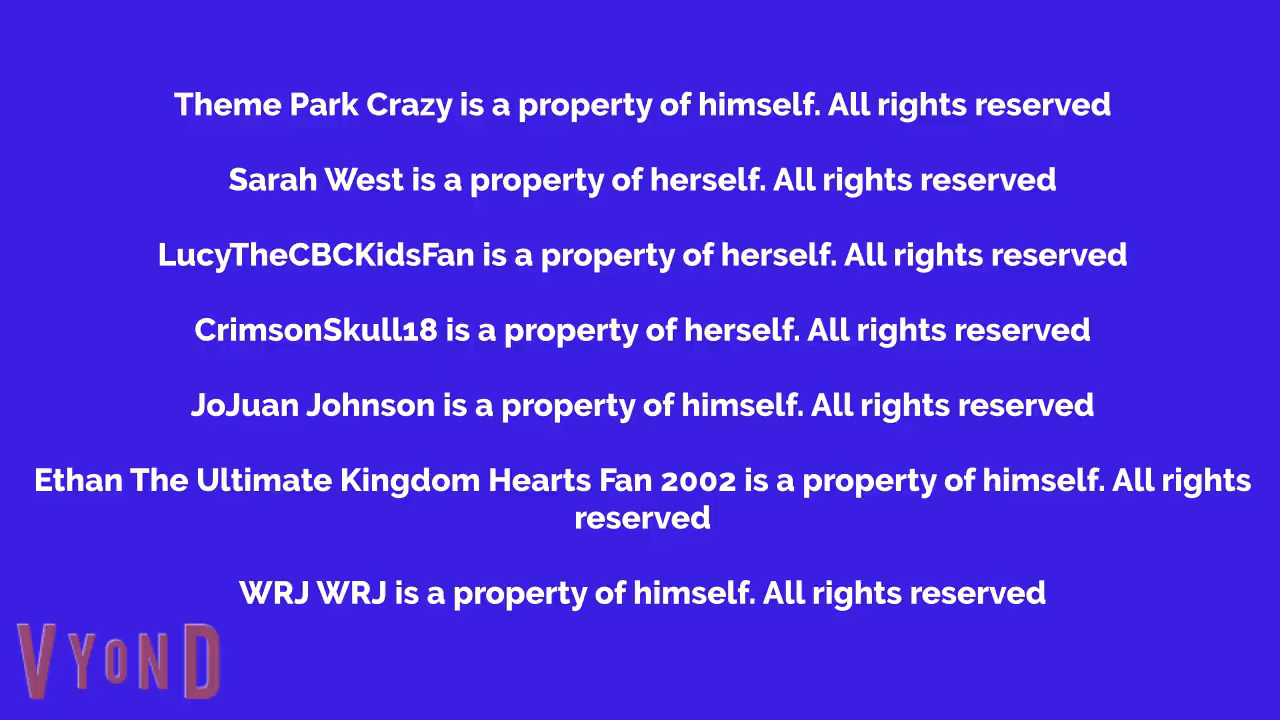 Theme Park Crazy is a property of himself. All rights reserved
Sarah West is a property of herself. All rights reserved
LucyTheCBCKidsFan is a property of herself. All rights reserved
CrimsonSkull18 is a property of herself. All rights reserved
JoJuan Johnson is a property of himself. All rights reserved
Ethan The Ultimate Kingdom Hearts Fan 2002 is a property of himself. All rights
reserved
WRJ WRJ is a property of himself. All rights reserved
VYOND